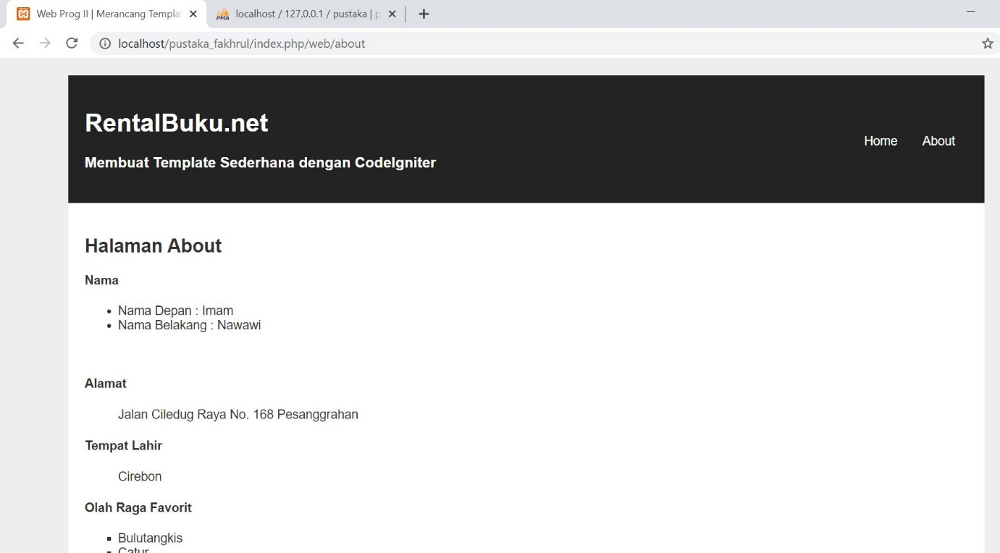 Web Prog II | Merancang Templa
localhost / 127.0.0.1 / pustaka | p
localhost/pustaka_fakhrul/index.php/web/about
RentalBuku.net
Home About
Membuat Template Sederhana dengan CodeIgniter
Halaman About
Nama
Nama Depan : Imam
Nama Belakang : Nawawi
Alamat
Jalan Ciledug Raya No. 168 Pesanggrahan
Tempat Lahir
Cirebon
Olah Raga Favorit
Bulutangkis
Catur